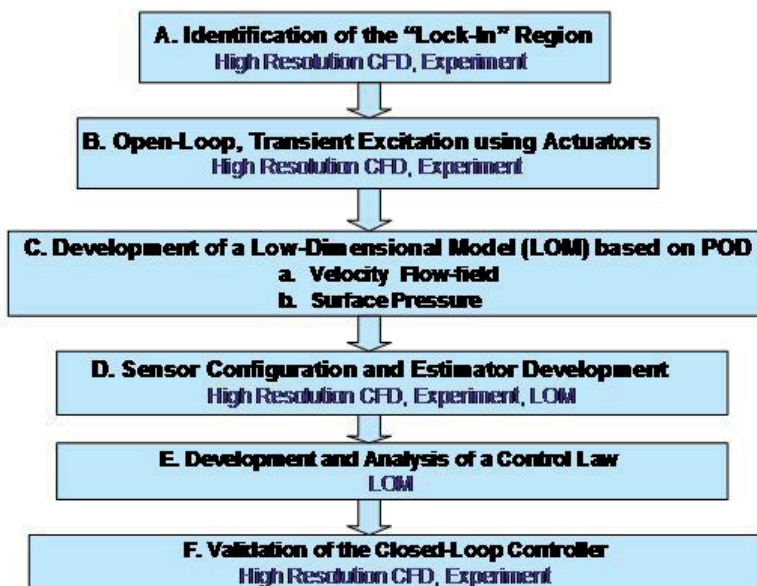 A. Identification of the “Lock-In” Region
High Resolution CFD, Experiment
B. Open-Loop, Transient Excitation using Actuators
High Resolution CFD, Experiment
C. Development of a Low-Dimensional Model (LOM) based on POD
a. Velocity Flow-field
b. Surface Pressure
D. Sensor Configuration and Estimator Development
High Resolution CFD, Experiment, LOM
E. Development and Analysis of a Control Law
LOM
F. Validation of the Closed-Loop Controller
High Resolution CFD, Experiment